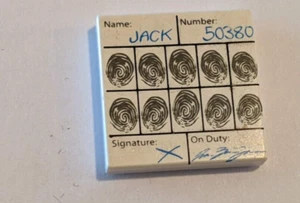 Name: Number:
JACK 50380
Signature: On Duty:
X